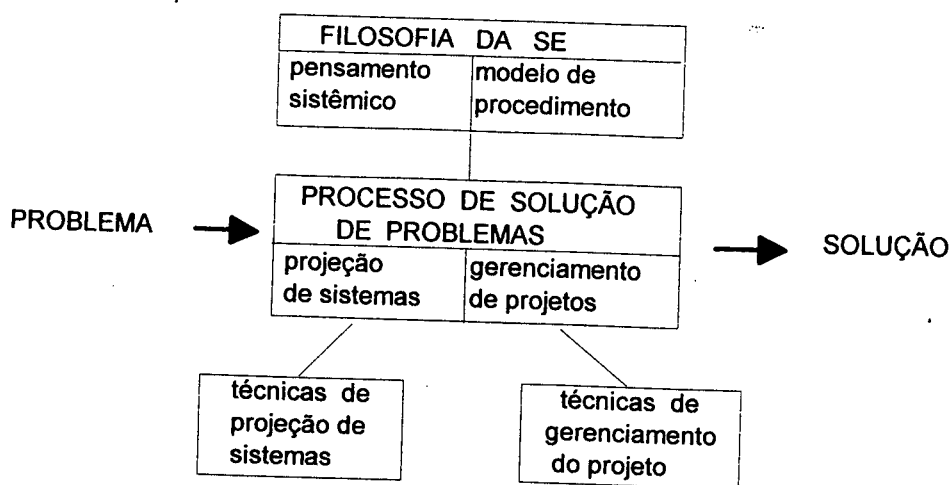 FILOSOFIA DA SE
pensamento
sistêmico
modelo de
procedimento
PROBLEMA
PROCESSO DE SOLUÇÃO
DE PROBLEMAS
projeção
de sistemas
gerenciamento
de projetos
SOLUÇÃO
técnicas de
projeção de
sistemas
técnicas de
gerenciamento
do projeto